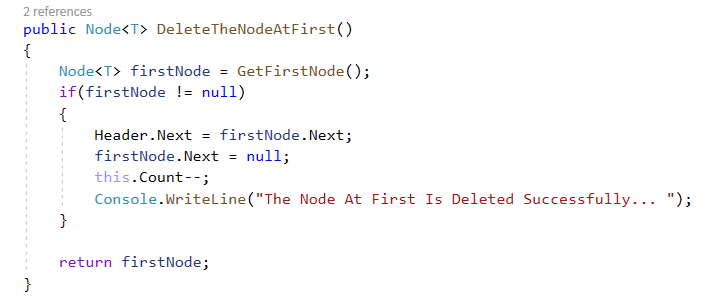 2 references
public Node<T> DeleteTheNodeAtFirst()
{
Node<T> firstNode = GetFirstNode();
if(firstNode != null)
{
Header.Next = firstNode.Next;
firstNode.Next = null;
this.Count--;
Console.WriteLine("The Node At First Is Deleted Successfully... ");
}
return firstNode;
}